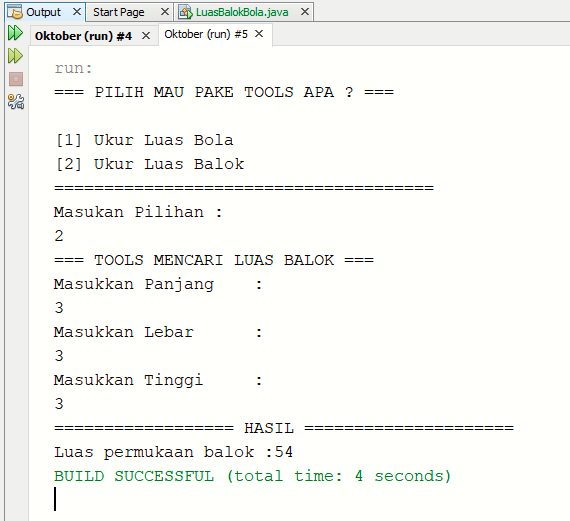 Output × Start Page × LuasBalokBola.java ×
Oktober (run) #4 × Oktober (run) #5 ×
run:
=== PILIH MAU PAKE TOOLS APA ? ===
[1] Ukur Luas Bola
[2] Ukur Luas Balok
======================================
Masukan Pilihan :
2
=== TOOLS MENCARI LUAS BALOK ===
Masukkan Panjang    :
3
Masukkan Lebar      :
3
Masukkan Tinggi     :
3
================== HASIL =====================
Luas permukaan balok :54
BUILD SUCCESSFUL (total time: 4 seconds)